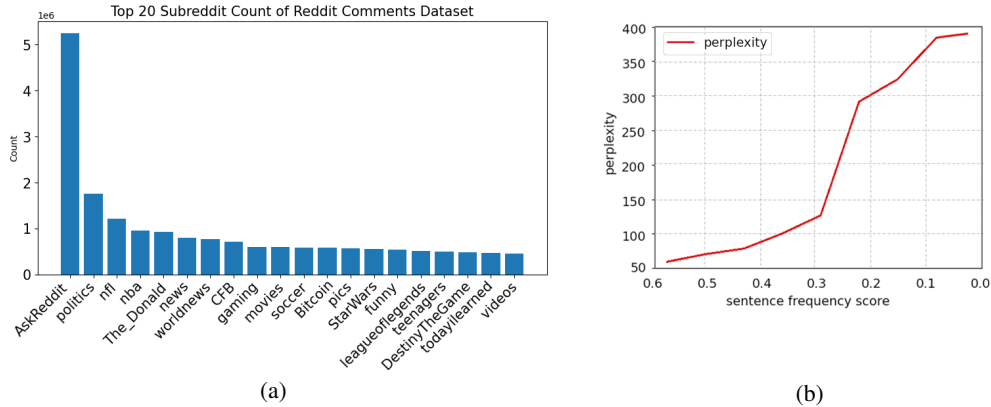 Top 20 Subreddit Count of Reddit Comments Dataset
1e6
5
4
3
2
1
0
Count
AskReddit
politics
nfl
nba
The_Donald
news
worldnews
CFB
gaming
movies
soccer
Bitcoin
pics
StarWars
funny
leagueoflegends
teenagers
DestinyTheGame
todayilearned
videos
(a)
perplexity
400
350
300
250
200
150
100
50
perplexity
0.6 0.5 0.4 0.3 0.2 0.1 0.0
sentence frequency score
(b)